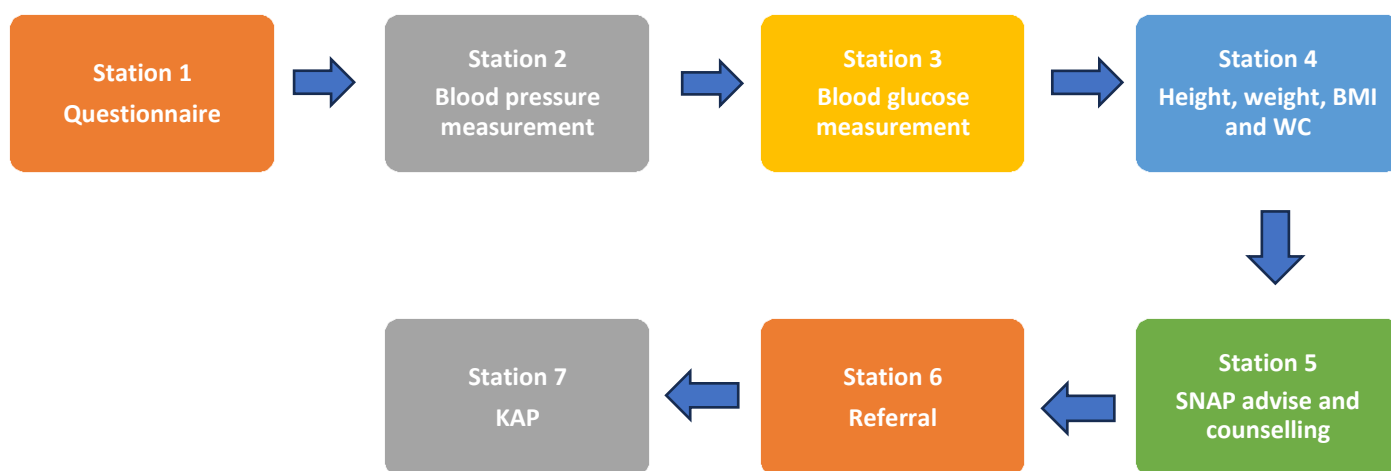 Station 1
Questionnaire
Station 2
Blood pressure
measurement
Station 3
Blood glucose
measurement
Station 4
Height, weight, BMI
and WC
Station 5
SNAP advise and
counselling
Station 6
Referral
Station 7
KAP